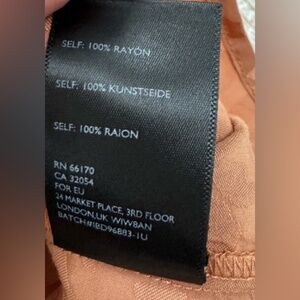 SELF: 100% RAYON
SELF: 100% KUNSTSEIDE
SELF: 100% RAION
RN 66170
CA 32054
FOR EU
24 MARKET PLACE, 3RD FLOOR
LONDON, UK W1W8AN
BATCH#IBD96B83-1U